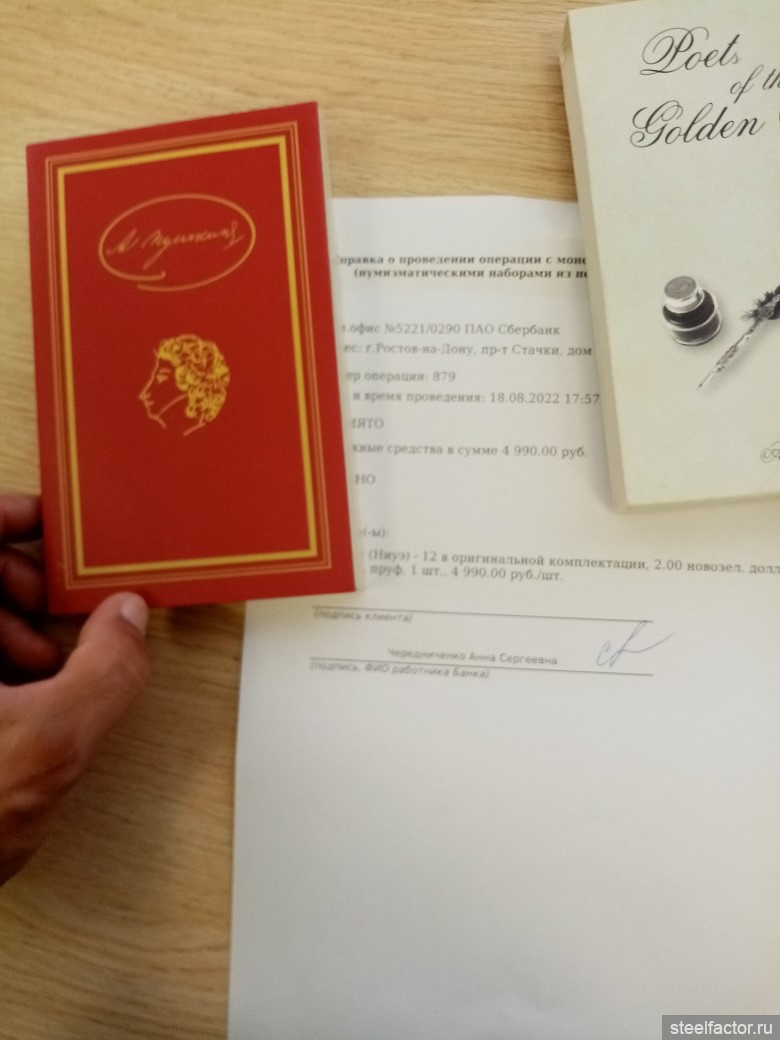 А Пушкинъ
Poets
of th
Golden
правка о проведении операции с моне
(нумизматическими наборами из не
.офис №5221/0290 ПАО Сбербанк
ес: г.Ростов-на-Дону, пр-т Стачки, дом
ер операции: 879
и время проведения: 18.08.2022 17:57
НЯТО
жные средства в сумме 4 990.00 руб.
НО
(-ы):
(Ниуэ) - 12 в оригинальной комплектации, 2.00 новозел. долл
пруф, 1 шт., 4 990.00 руб./шт.
(подпись клиента)
Чередниченко Анна Сергеевна
(подпись, ФИО работника Банка)
steelfactor.ru